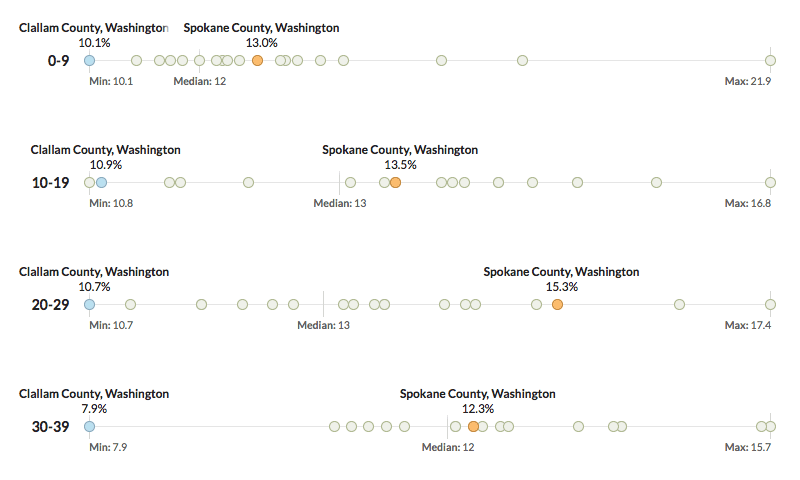 Clallam County, Washington Spokane County, Washington
10.1% 13.0%
0-9
Min: 10.1 Median: 12 Max: 21.9
Clallam County, Washington Spokane County, Washington
10.9% 13.5%
10-19
Min: 10.8 Median: 13 Max: 16.8
Clallam County, Washington Spokane County, Washington
10.7% 15.3%
20-29
Min: 10.7 Median: 13 Max: 17.4
Clallam County, Washington Spokane County, Washington
7.9% 12.3%
30-39
Min: 7.9 Median: 12 Max: 15.7